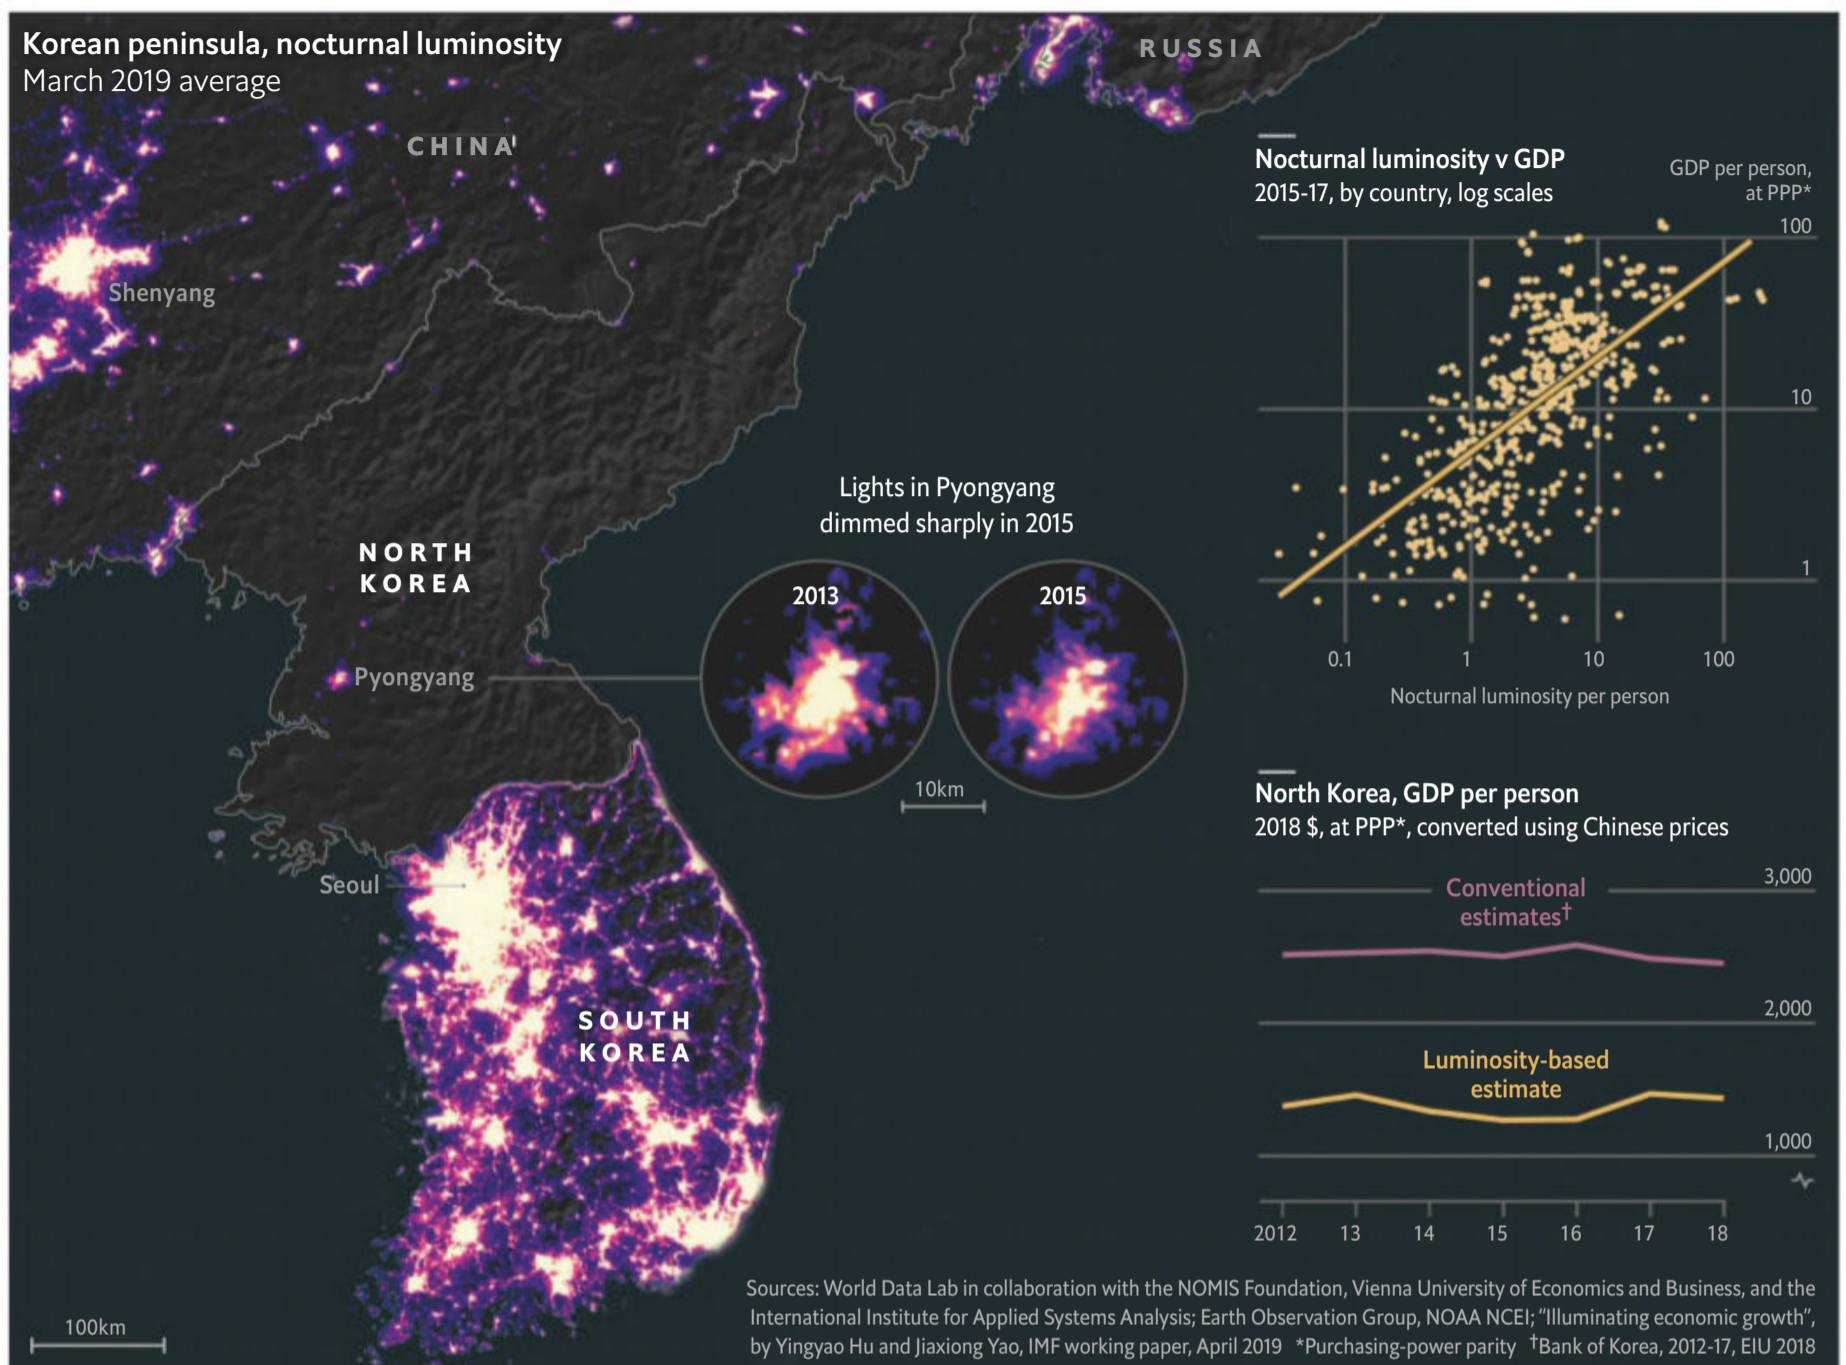 Korean peninsula, nocturnal luminosity
March 2019 average
RUSSIA
CHINA
Shenyang
NORTH
KOREA
Pyongyang
Seoul
SOUTH
KOREA
100km
Lights in Pyongyang
dimmed sharply in 2015
2013
2015
10km
Nocturnal luminosity v GDP
2015-17, by country, log scales
GDP per person,
at PPP*
100
10
1
0.1 1 10 100
Nocturnal luminosity per person
North Korea, GDP per person
2018 $, at PPP*, converted using Chinese prices
3,000
Conventional
estimates†
2,000
Luminosity-based
estimate
1,000
2012 13 14 15 16 17 18
Sources: World Data Lab in collaboration with the NOMIS Foundation, Vienna University of Economics and Business, and the
International Institute for Applied Systems Analysis; Earth Observation Group, NOAA NCEI; “Illuminating economic growth”,
by Yingyao Hu and Jiaxiong Yao, IMF working paper, April 2019 *Purchasing-power parity †Bank of Korea, 2012-17, EIU 2018